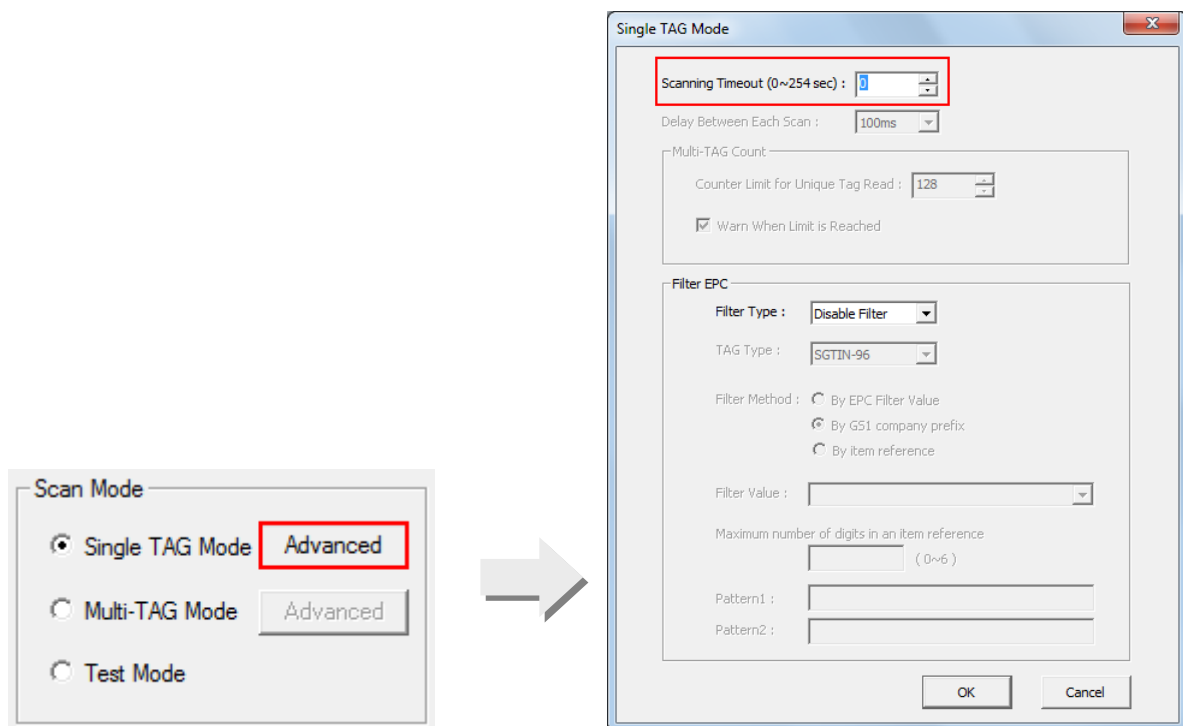 Scan Mode
Single TAG Mode Advanced
Multi-TAG Mode Advanced
Test Mode
Single TAG Mode
Scanning Timeout (0~254 sec) : 0
Delay Between Each Scan : 100ms
Multi-TAG Count
Counter Limit for Unique Tag Read : 128
Warn When Limit is Reached
Filter EPC
Filter Type : Disable Filter
TAG Type : SGTIN-96
Filter Method : By EPC Filter Value
By GS1 company prefix
By item reference
Filter Value :
Maximum number of digits in an item reference
( 0~6 )
Pattern1 :
Pattern2 :
OK Cancel